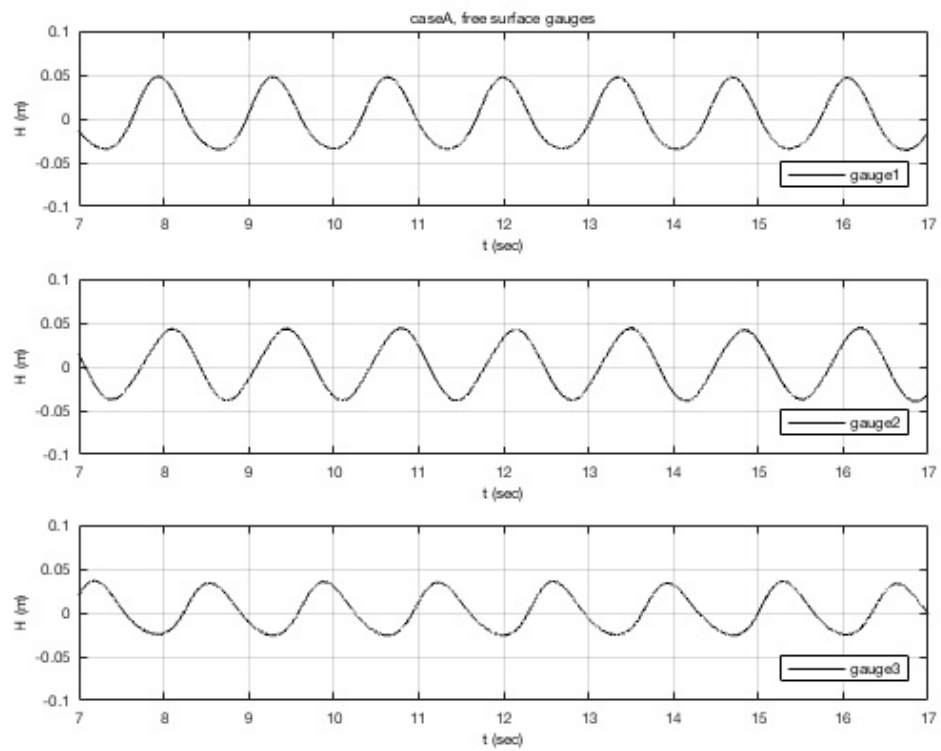 caseA, free surface gauges
0.1
0.05
0
-0.05
-0.1
H (m)
gauge1
7 8 9 10 11 12 13 14 15 16 17
t (sec)
0.1
0.05
0
-0.05
-0.1
H (m)
gauge2
7 8 9 10 11 12 13 14 15 16 17
t (sec)
0.1
0.05
0
-0.05
-0.1
H (m)
gauge3
7 8 9 10 11 12 13 14 15 16 17
t (sec)